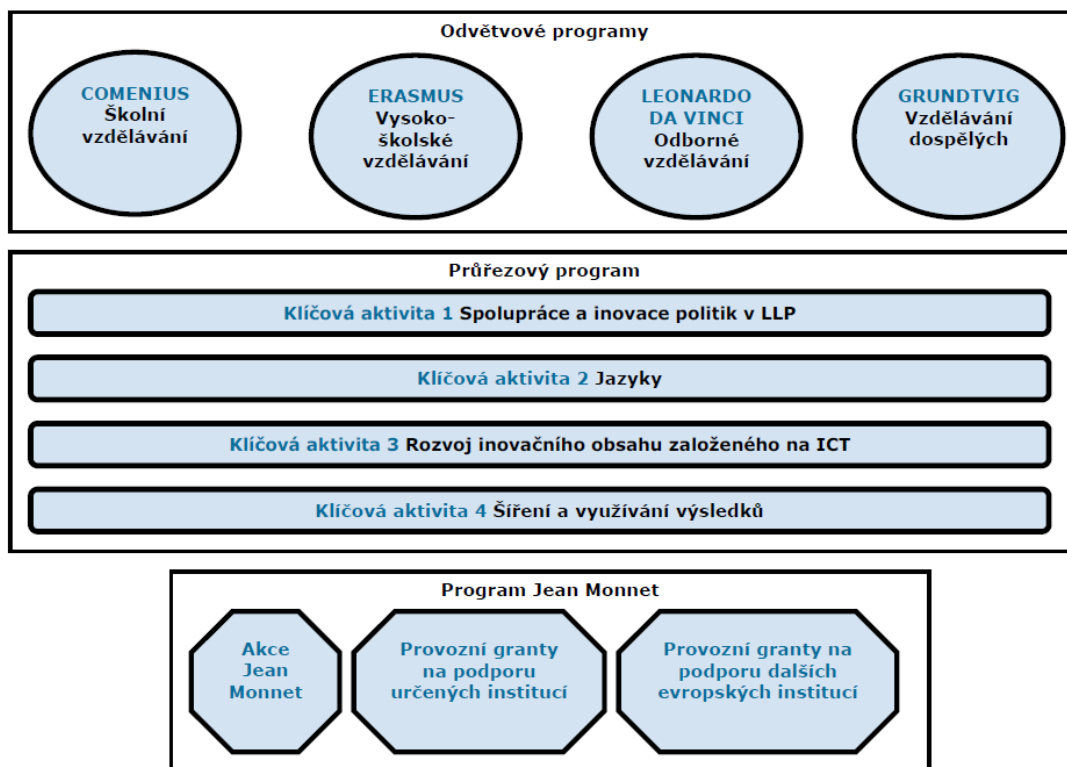 Odvětvové programy
COMENIUS
Školní
vzdělávání
ERASMUS
Vysoko-
školské
vzdělávání
LEONARDO
DA VINCI
Odborné
vzdělávání
GRUNDTVIG
Vzdělávání
dospělých
Průřezový program
Klíčová aktivita 1 Spolupráce a inovace politik v LLP
Klíčová aktivita 2 Jazyky
Klíčová aktivita 3 Rozvoj inovačního obsahu založeného na ICT
Klíčová aktivita 4 Šíření a využívání výsledků
Program Jean Monnet
Akce
Jean
Monnet
Provozní granty
na podporu
určených institucí
Provozní granty na
podporu dalších
evropských institucí